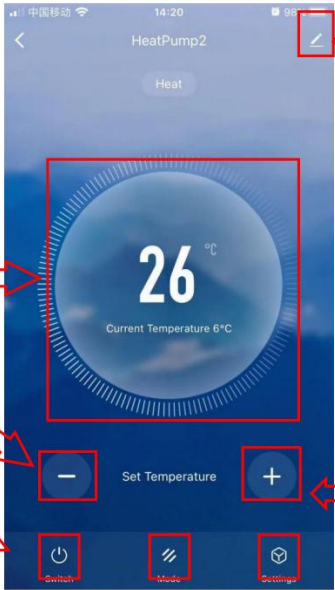 中国移动 14:20 98%
HeatPump2
Heat
26 °C
Current Temperature 6°C
Set Temperature
Switch Mode Settings